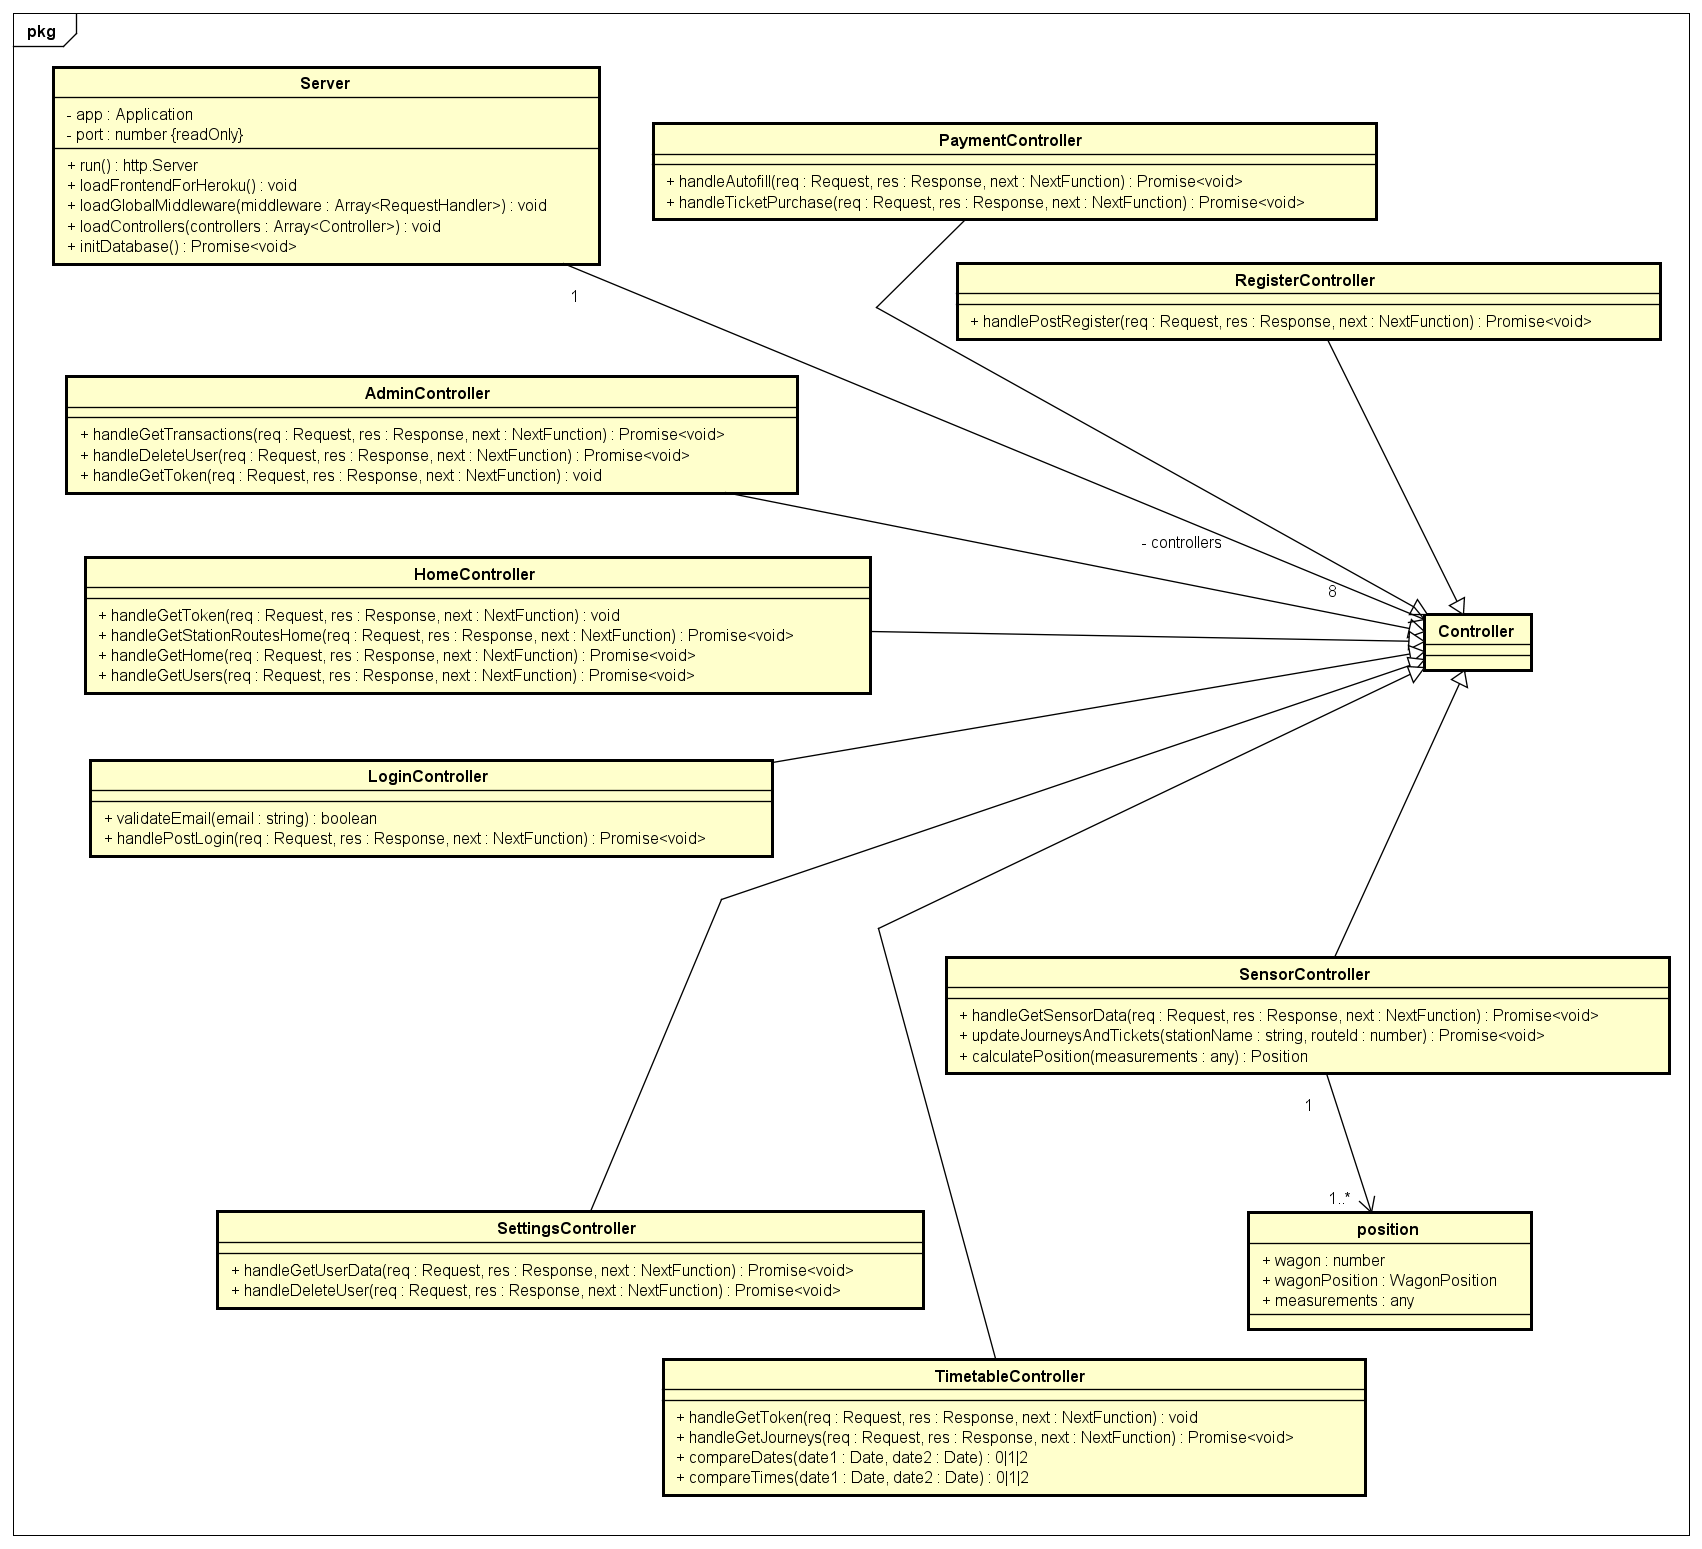 pkg
Server
- app : Application
- port : number {readOnly}
+ run() : http.Server
+ loadFrontendForHeroku() : void
+ loadGlobalMiddleware(middleware : Array<RequestHandler>) : void
+ loadControllers(controllers : Array<Controller>) : void
+ initDatabase() : Promise<void>
1
PaymentController
+ handleAutofill(req : Request, res : Response, next : NextFunction) : Promise<void>
+ handleTicketPurchase(req : Request, res : Response, next : NextFunction) : Promise<void>
RegisterController
+ handlePostRegister(req : Request, res : Response, next : NextFunction) : Promise<void>
AdminController
+ handleGetTransactions(req : Request, res : Response, next : NextFunction) : Promise<void>
+ handleDeleteUser(req : Request, res : Response, next : NextFunction) : Promise<void>
+ handleGetToken(req : Request, res : Response, next : NextFunction) : void
- controllers
8
HomeController
+ handleGetToken(req : Request, res : Response, next : NextFunction) : void
+ handleGetStationRoutesHome(req : Request, res : Response, next : NextFunction) : Promise<void>
+ handleGetHome(req : Request, res : Response, next : NextFunction) : Promise<void>
+ handleGetUsers(req : Request, res : Response, next : NextFunction) : Promise<void>
Controller
LoginController
+ validateEmail(email : string) : boolean
+ handlePostLogin(req : Request, res : Response, next : NextFunction) : Promise<void>
SensorController
+ handleGetSensorData(req : Request, res : Response, next : NextFunction) : Promise<void>
+ updateJourneysAndTickets(stationName : string, routeId : number) : Promise<void>
+ calculatePosition(measurements : any) : Position
1
1..*
SettingsController
+ handleGetUserData(req : Request, res : Response, next : NextFunction) : Promise<void>
+ handleDeleteUser(req : Request, res : Response, next : NextFunction) : Promise<void>
position
+ wagon : number
+ wagonPosition : WagonPosition
+ measurements : any
TimetableController
+ handleGetToken(req : Request, res : Response, next : NextFunction) : void
+ handleGetJourneys(req : Request, res : Response, next : NextFunction) : Promise<void>
+ compareDates(date1 : Date, date2 : Date) : 0|1|2
+ compareTimes(date1 : Date, date2 : Date) : 0|1|2